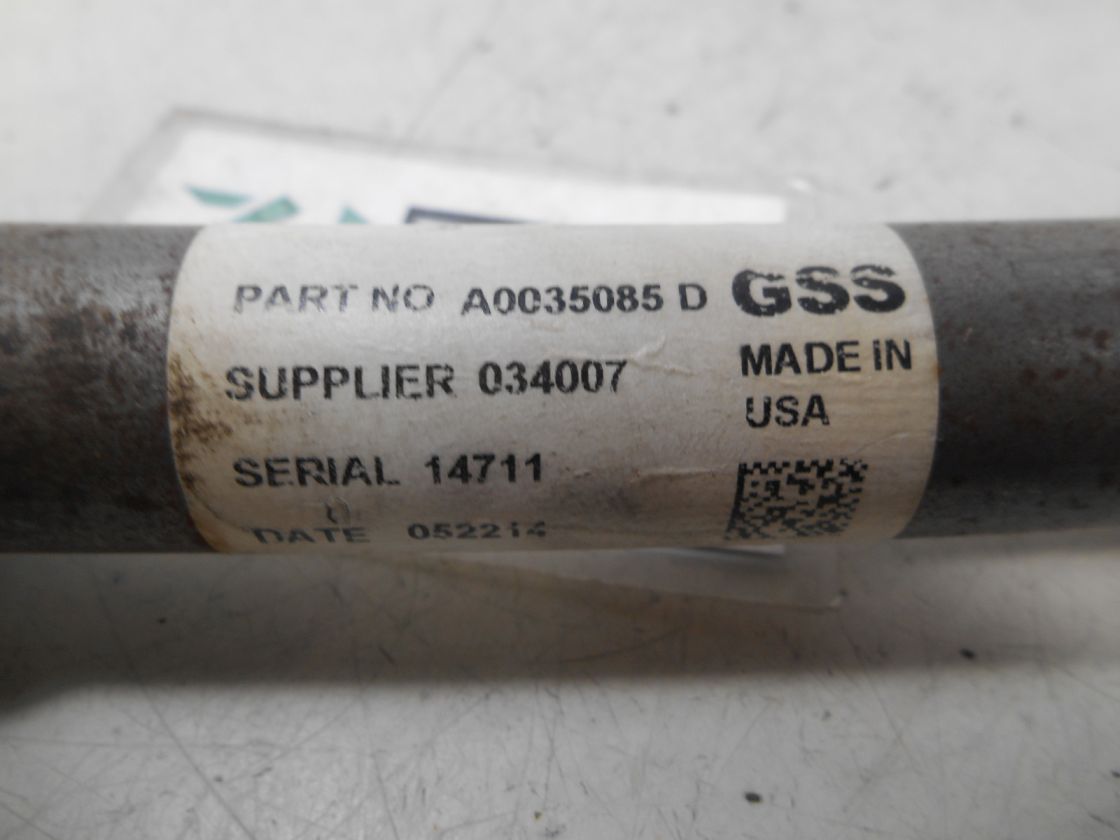 PART NO A0035085 D GSS
SUPPLIER 034007
MADE IN
USA
SERIAL 14711
DATE 052214